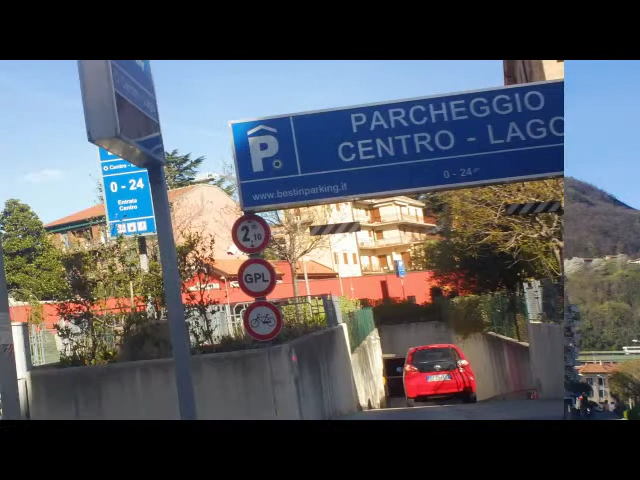 PARCHEGGIO
CENTRO - LAGO
P
www.bestinparking.it
0 - 24
0 - 24
Entrata
Centro
2,10
GPL